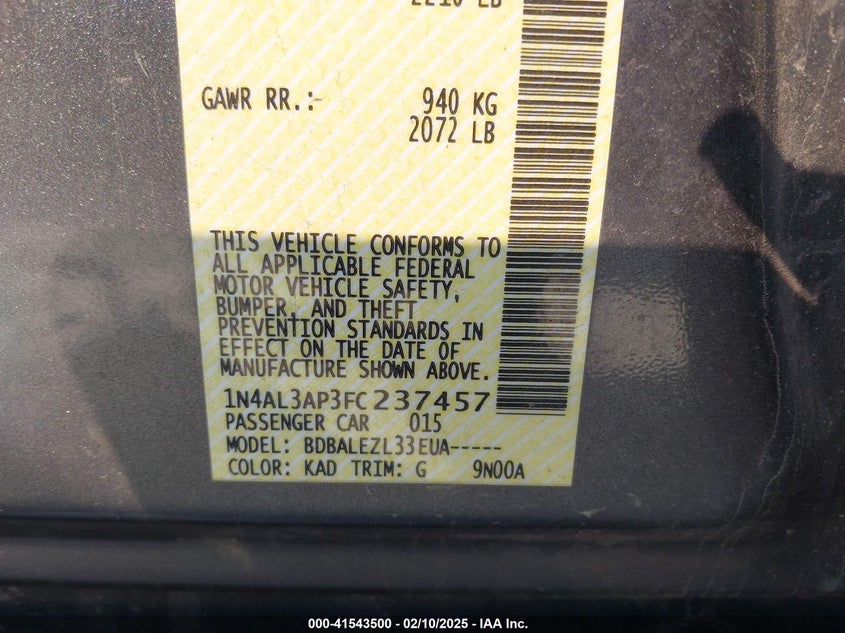 GAWR RR.:- 940 KG
2072 LB
THIS VEHICLE CONFORMS TO
ALL APPLICABLE FEDERAL
MOTOR VEHICLE SAFETY,
BUMPER, AND THEFT
PREVENTION STANDARDS IN
EFFECT ON THE DATE OF
MANUFACTURE SHOWN ABOVE.
1N4AL3AP3FC237457
PASSENGER CAR 015
MODEL: BDBALEZL33EUA-----
COLOR: KAD TRIM: G 9N00A
000-41543500 — 02/10/2025 — IAA Inc.